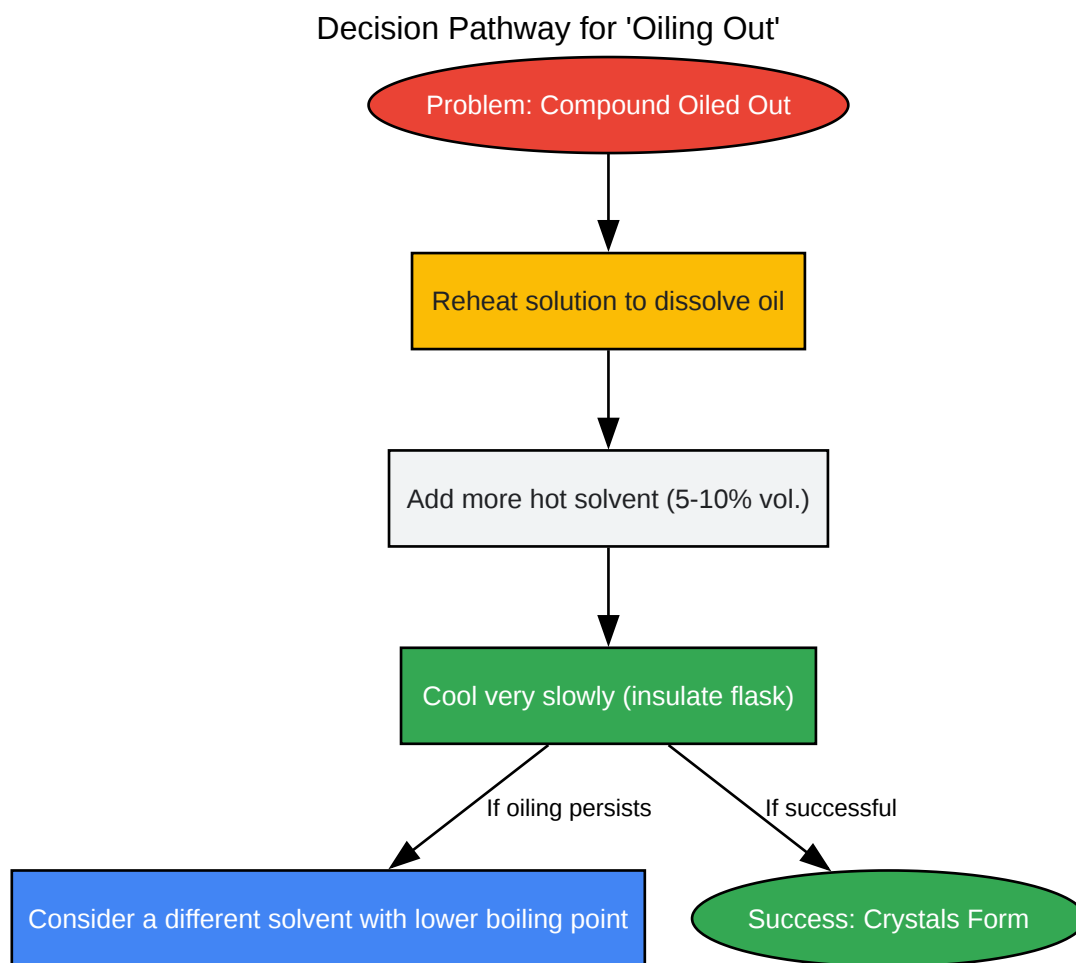 Decision Pathway for 'Oiling Out'
Problem: Compound Oiled Out
Reheat solution to dissolve oil
Add more hot solvent (5-10% vol.)
Cool very slowly (insulate flask)
If oiling persists
If successful
Consider a different solvent with lower boiling point
Success: Crystals Form